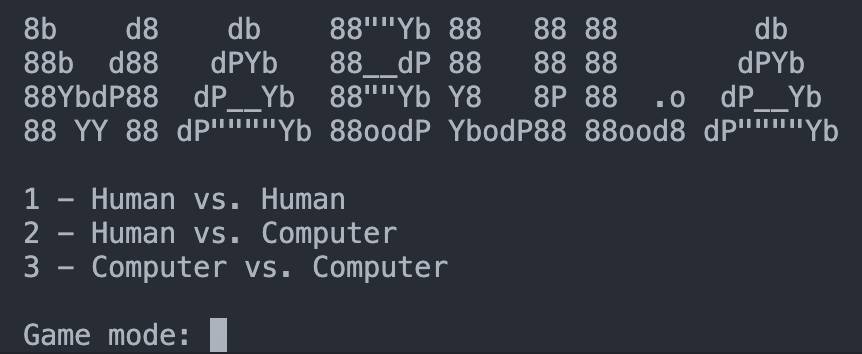 8b    d8     db     88""Yb 88   88 88        db
88b  d88    dPYb    88__dP 88   88 88       dPYb
88YbdP88   dP__Yb   88""Yb Y8   8P 88  .o  dP__Yb
88 YY 88 dP""""Yb 88oodP YbodP88 88ood8 dP""""Yb
1 - Human vs. Human
2 - Human vs. Computer
3 - Computer vs. Computer
Game mode: